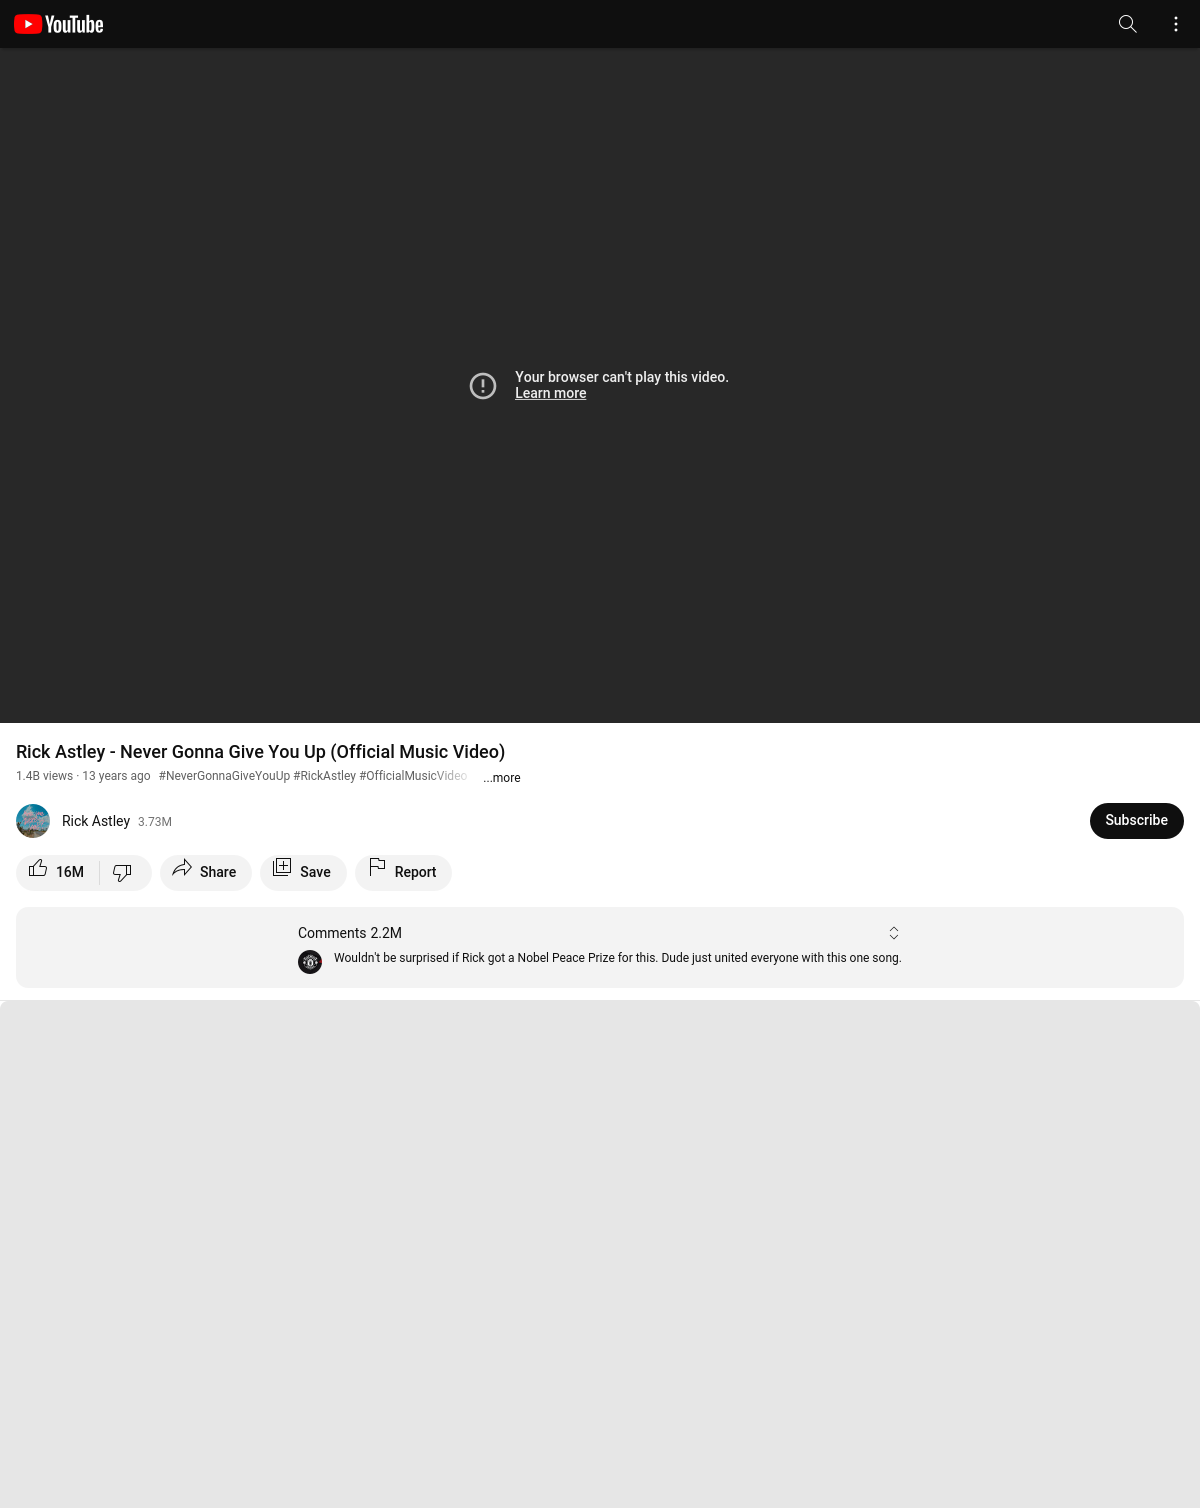 YouTube
Your browser can't play this video.
Learn more
Rick Astley - Never Gonna Give You Up (Official Music Video)
1.4B views · 13 years ago #NeverGonnaGiveYouUp #RickAstley #OfficialMusicVideo ...more
Rick Astley 3.73M
Subscribe
16M Share Save Report
Comments 2.2M
Wouldn't be surprised if Rick got a Nobel Peace Prize for this. Dude just united everyone with this one song.